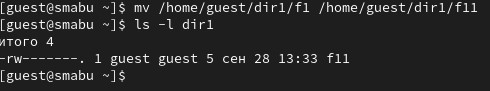 [guest@smabu ~]$ mv /home/guest/dir1/f1 /home/guest/dir1/f11
[guest@smabu ~]$ ls -l dir1
итого 4
-rw-------. 1 guest guest 5 сен 28 13:33 f11
[guest@smabu ~]$